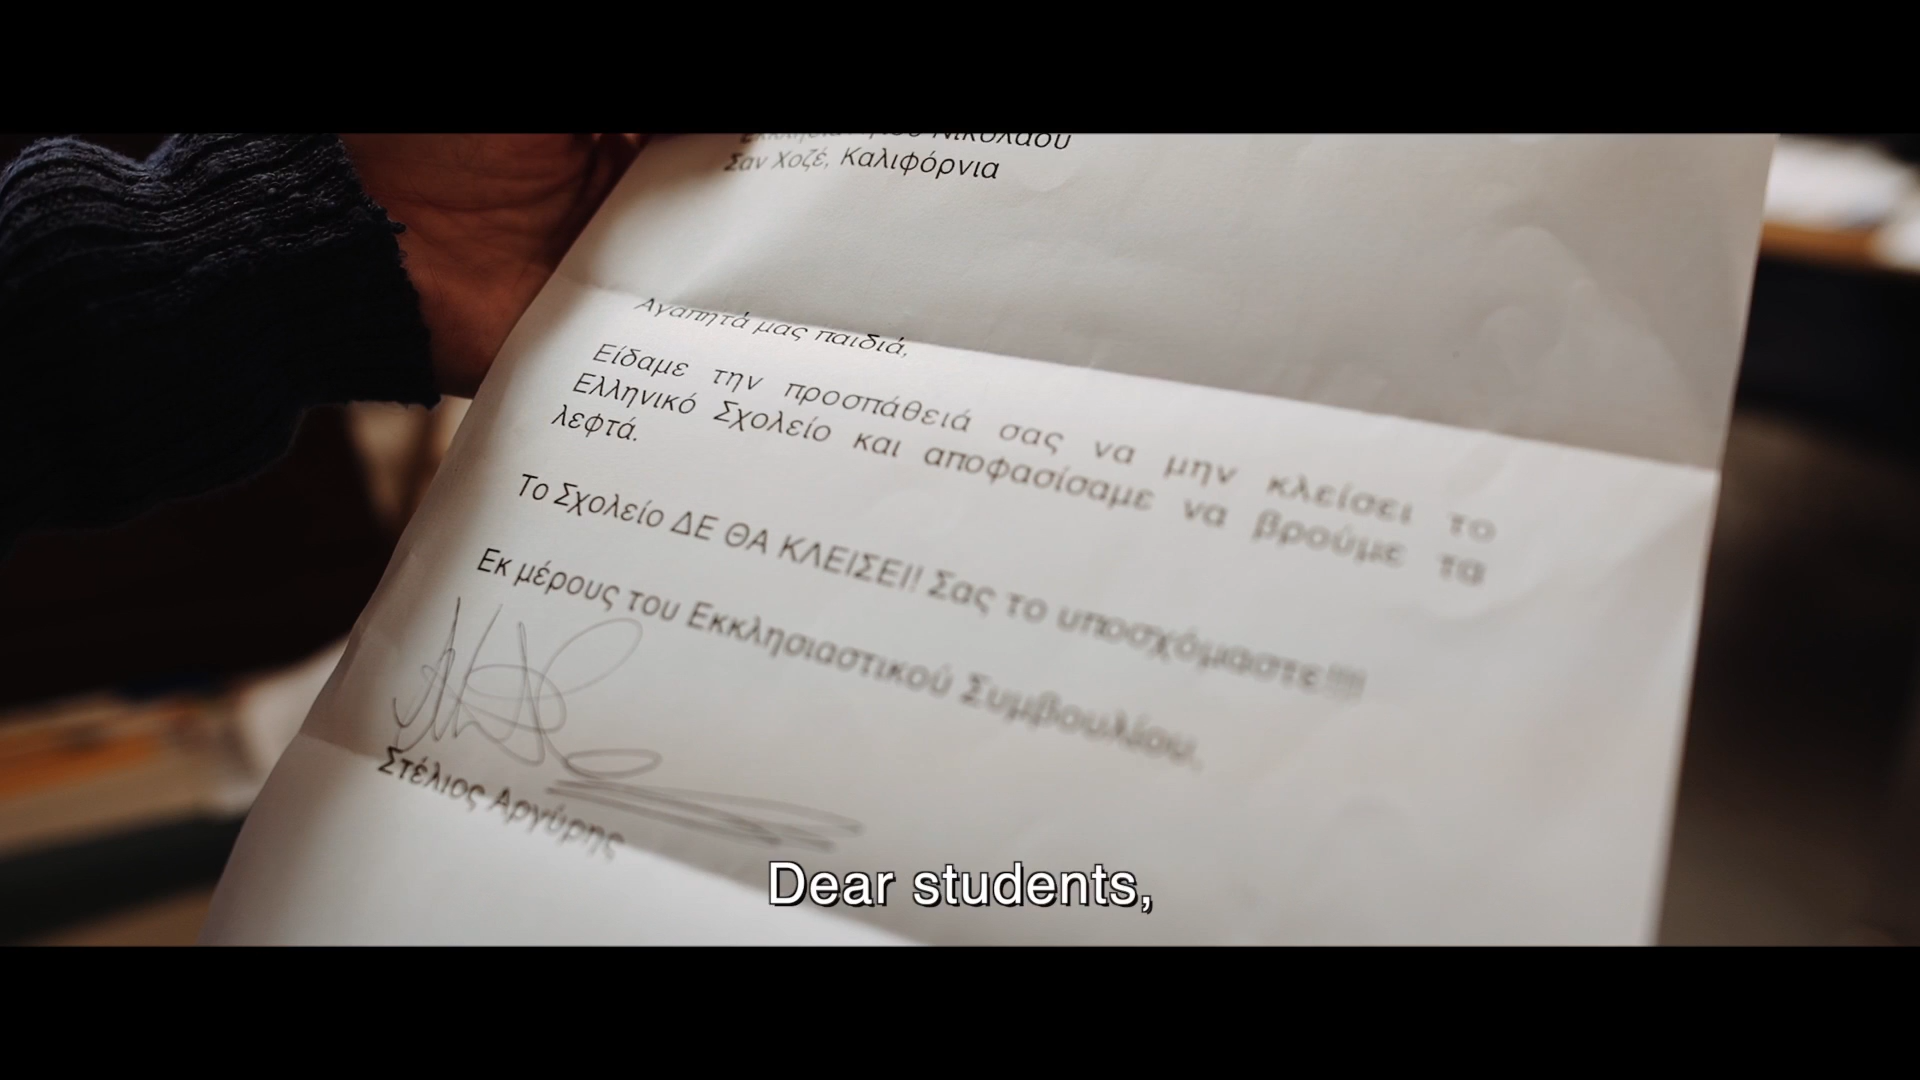 Νικολάου
Σαν Χοζέ, Καλιφόρνια
Αγαπητά μας παιδιά,
Είδαμε την προσπάθειά σας να μην κλείσει το
Ελληνικό Σχολείο και αποφασίσαμε να βρούμε τα
λεφτά.
Το Σχολείο ΔΕ ΘΑ ΚΛΕΙΣΕΙ! Σας το υποσχόμαστε!!!!
Εκ μέρους του Εκκλησιαστικού Συμβουλίου,
Στέλιος Αργύρης
Dear students,